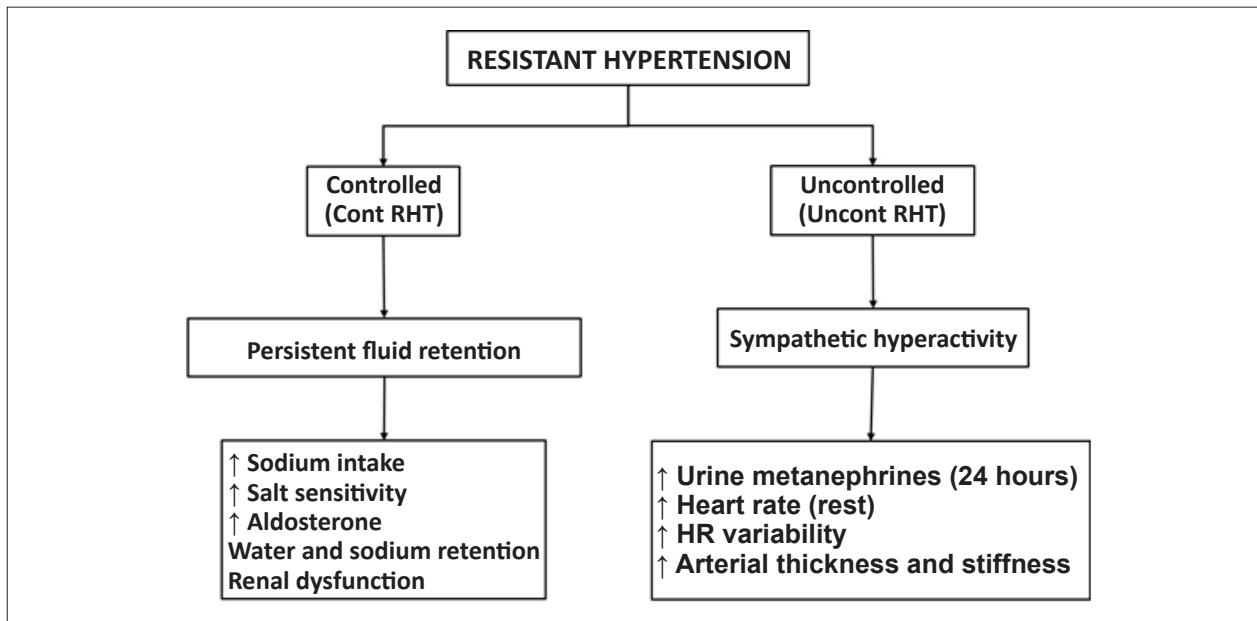 RESISTANT HYPERTENSION
Controlled
(Cont RHT)
Uncontrolled
(Uncont RHT)
Persistent fluid retention
Sympathetic hyperactivity
↑ Sodium intake
↑ Salt sensitivity
↑ Aldosterone
Water and sodium retention
Renal dysfunction
↑ Urine metanephrines (24 hours)
↑ Heart rate (rest)
↑ HR variability
↑ Arterial thickness and stiffness